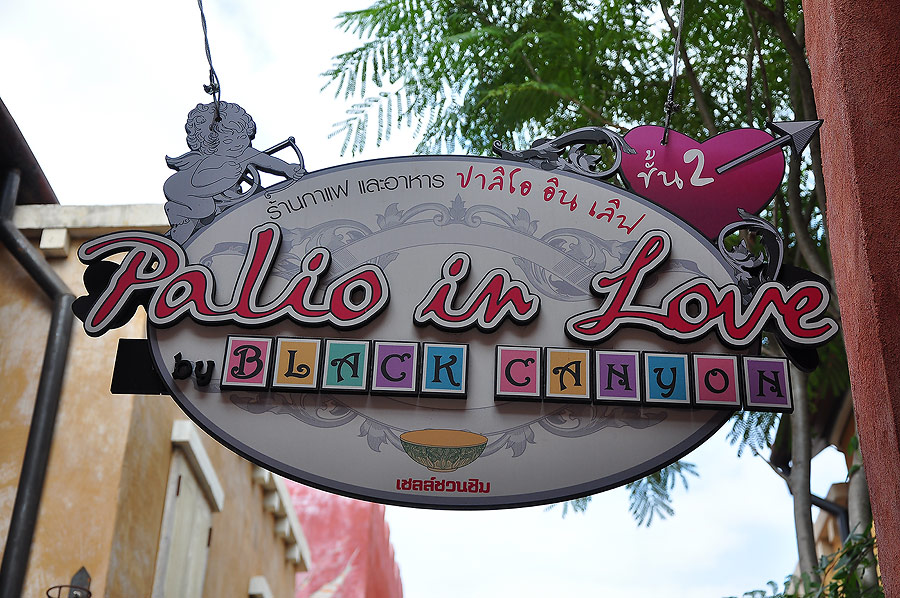 ร้านกาแฟ และอาหาร ปาลิโอ อิน เลิฟ
ชั้น 2
Palio in Love
by BLACK CANYON
เชลล์ชวนชิม